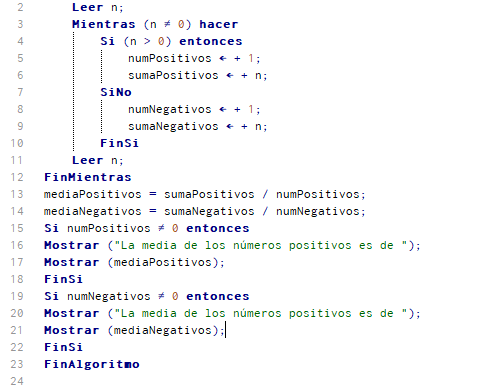 2 Leer n;
3 Mientras (n ≠ 0) hacer
4 Si (n > 0) entonces
5 numPositivos ← + 1;
6 sumaPositivos ← + n;
7 SiNo
8 numNegativos ← + 1;
9 sumaNegativos ← + n;
10 FinSi
11 Leer n;
12 FinMientras
13 mediaPositivos = sumaPositivos / numPositivos;
14 mediaNegativos = sumaNegativos / numNegativos;
15 Si numPositivos ≠ 0 entonces
16 Mostrar ("La media de los números positivos es de ");
17 Mostrar (mediaPositivos);
18 FinSi
19 Si numNegativos ≠ 0 entonces
20 Mostrar ("La media de los números positivos es de ");
21 Mostrar (mediaNegativos);
22 FinSi
23 FinAlgoritmo
24